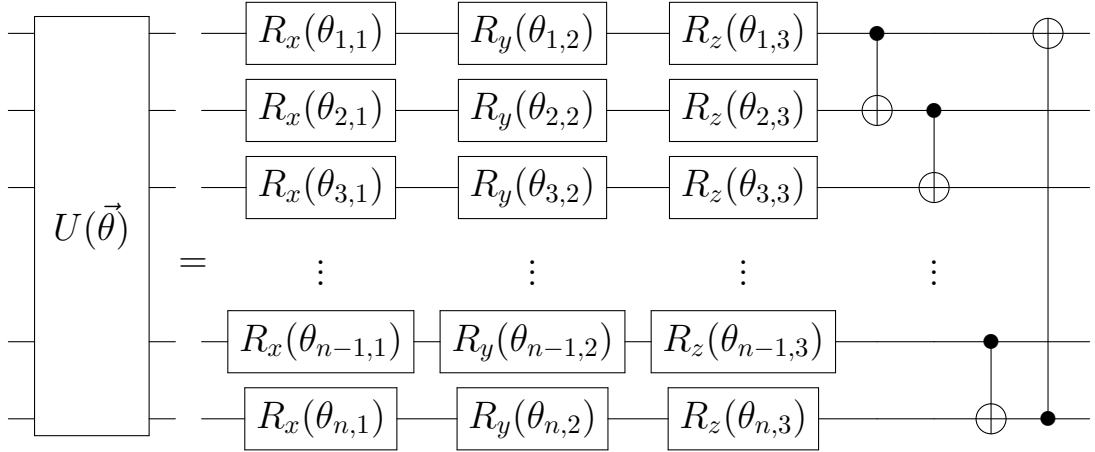 R_x(θ_{1,1}) R_y(θ_{1,2}) R_z(θ_{1,3})
R_x(θ_{2,1}) R_y(θ_{2,2}) R_z(θ_{2,3})
R_x(θ_{3,1}) R_y(θ_{3,2}) R_z(θ_{3,3})
U(\vec{θ}) = ⋮ ⋮ ⋮ ⋮
R_x(θ_{n−1,1}) R_y(θ_{n−1,2}) R_z(θ_{n−1,3})
R_x(θ_{n,1}) R_y(θ_{n,2}) R_z(θ_{n,3})